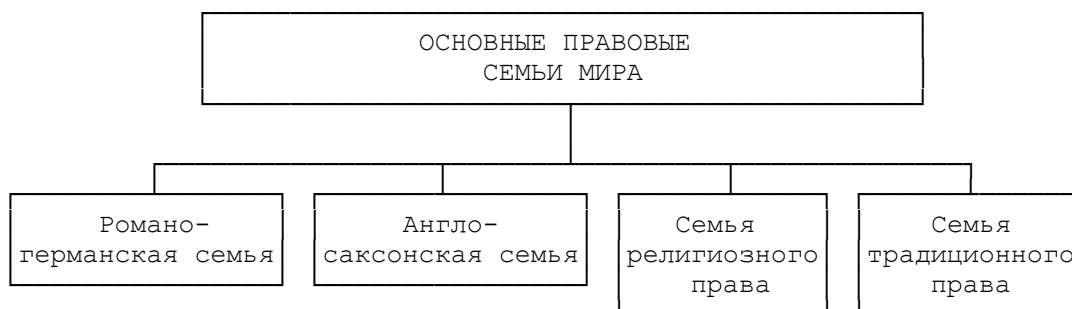 ОСНОВНЫЕ ПРАВОВЫЕ
СЕМЬИ МИРА
Романо-
германская семья
Англо-
саксонская семья
Семья
религиозного
права
Семья
традиционного
права